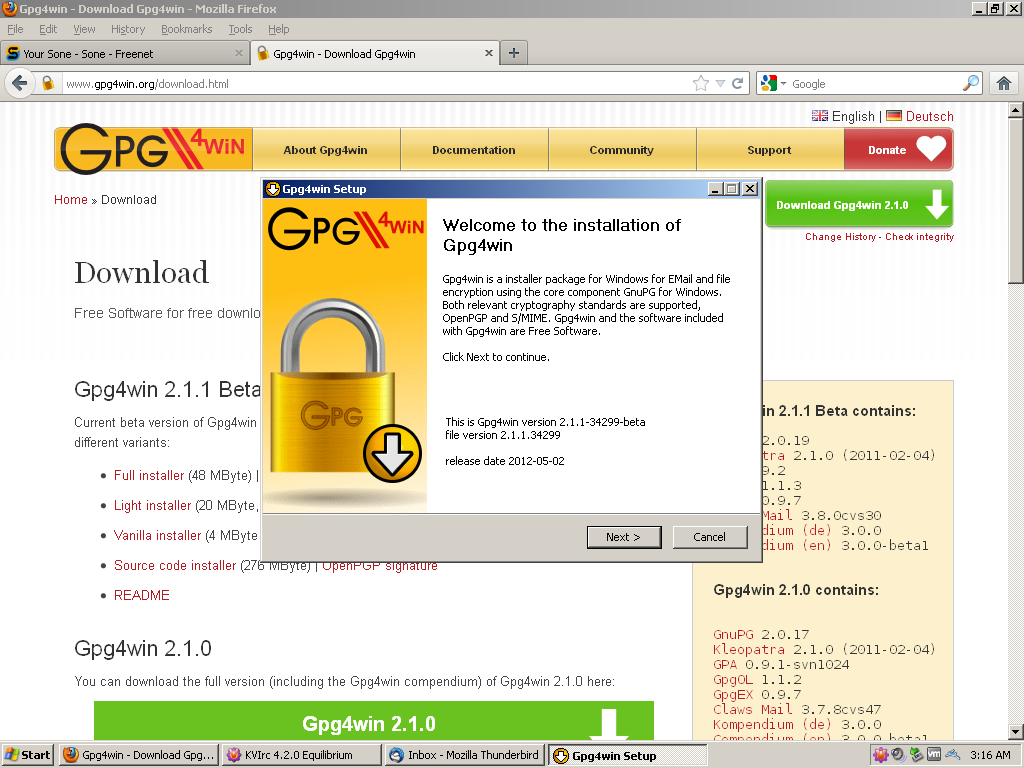 Gpg4win - Download Gpg4win - Mozilla Firefox
File Edit View History Bookmarks Tools Help
Your Sone - Sone - Freenet
Gpg4win - Download Gpg4win
www.gpg4win.org/download.html
Google
English | Deutsch
GPG4WIN
About Gpg4win
Documentation
Community
Support
Donate
Home » Download
Download Gpg4win 2.1.0
Change History - Check integrity
Download
Free Software for free downlo
Gpg4win Setup
GPG4WIN
Welcome to the installation of
Gpg4win
Gpg4win is a installer package for Windows for EMail and file
encryption using the core component GnuPG for Windows.
Both relevant cryptography standards are supported,
OpenPGP and S/MIME. Gpg4win and the software included
with Gpg4win are Free Software.
Click Next to continue.
GPG
This is Gpg4win version 2.1.1-34299-beta
file version 2.1.1.34299
release date 2012-05-02
Next >
Cancel
Gpg4win 2.1.1 Beta
Current beta version of Gpg4win
different variants:
Full installer (48 MByte) |
Light installer (20 MByte,
Vanilla installer (4 MByte
Source code installer (276 MByte) | OpenPGP signature
README
in 2.1.1 Beta contains:
2.0.19
tra 2.1.0 (2011-02-04)
9.2
1.1.3
0.9.7
Mail 3.8.0cvs30
dium (de) 3.0.0
dium (en) 3.0.0-beta1
Gpg4win 2.1.0 contains:
GnuPG 2.0.17
Kleopatra 2.1.0 (2011-02-04)
GPA 0.9.1-svn1024
GpgOL 1.1.2
GpgEX 0.9.7
Claws Mail 3.7.8cvs47
Kompendium (de) 3.0.0
Kompendium (en) 3.0.0-beta1
Gpg4win 2.1.0
You can download the full version (including the Gpg4win compendium) of Gpg4win 2.1.0 here:
Gpg4win 2.1.0
Start
Gpg4win - Download Gpg...
KVIrc 4.2.0 Equilibrium
Inbox - Mozilla Thunderbird
Gpg4win Setup
3:16 AM